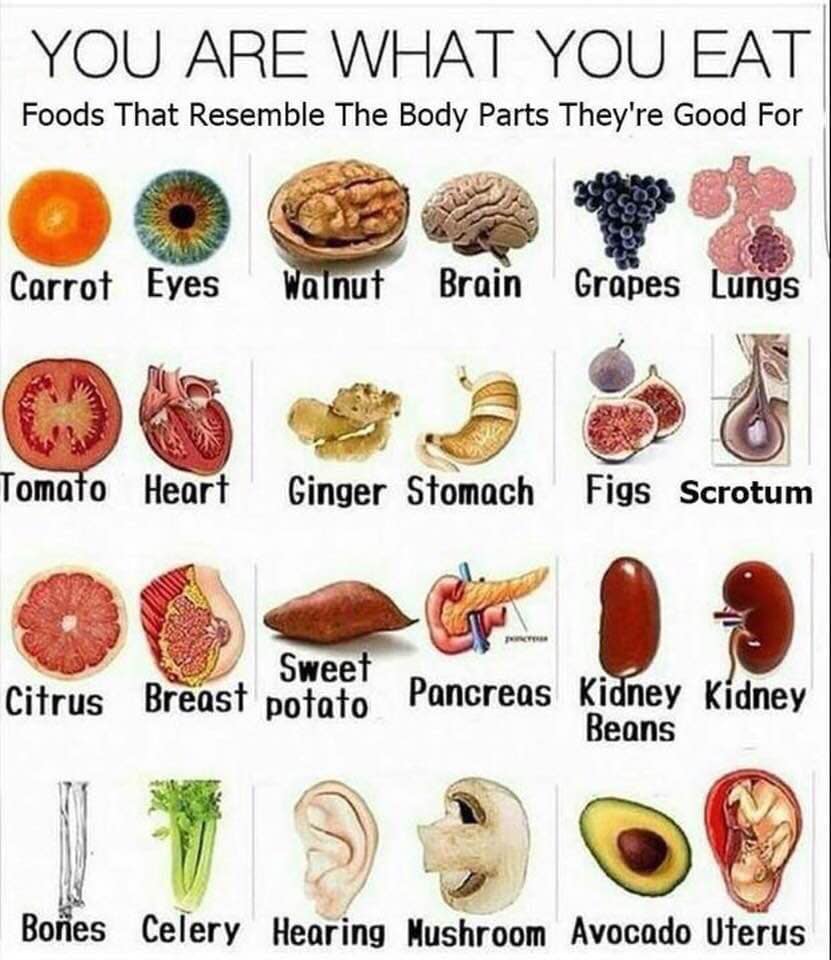 YOU ARE WHAT YOU EAT
Foods That Resemble The Body Parts They're Good For
Carrot Eyes Walnut Brain Grapes Lungs
Tomato Heart Ginger Stomach Figs Scrotum
pancreas
Citrus Breast Sweet potato Pancreas Kidney Beans Kidney
Bones Celery Hearing Mushroom Avocado Uterus